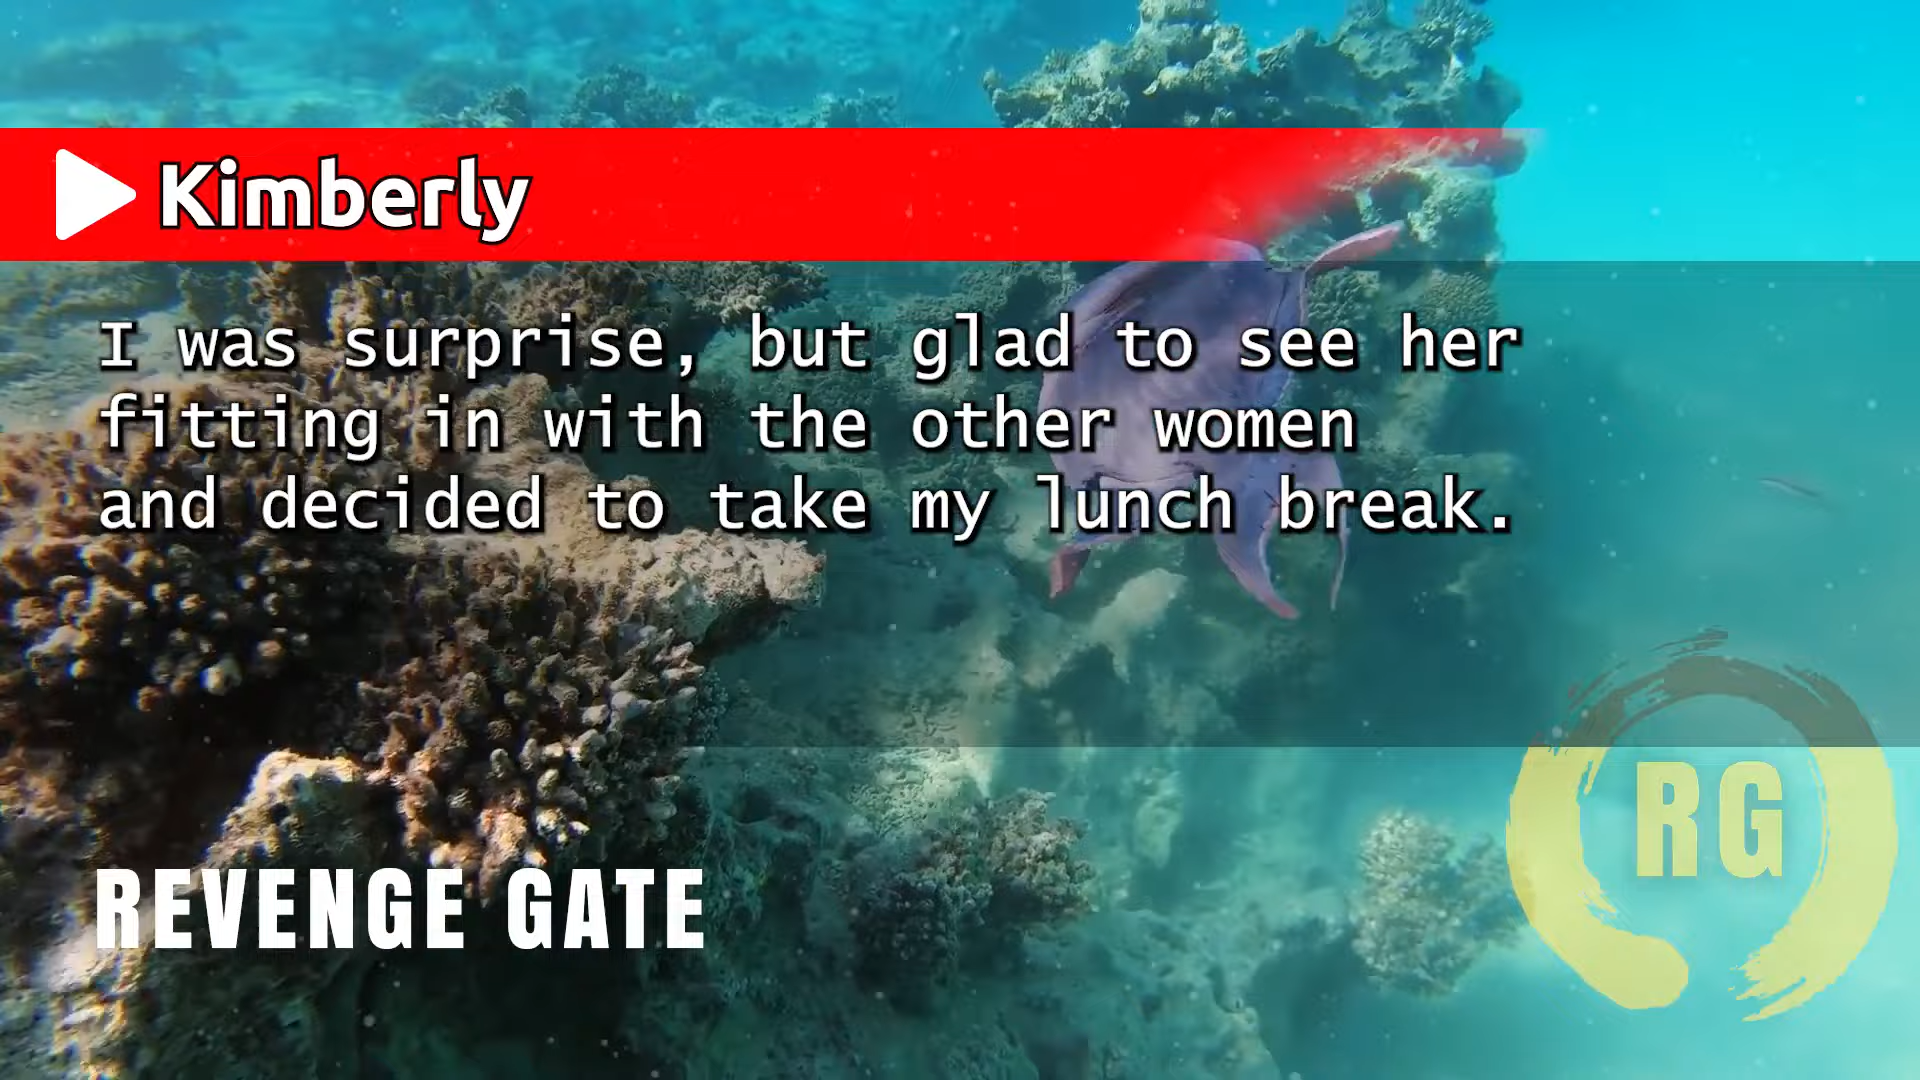 Kimberly
I was surprise, but glad to see her
fitting in with the other women
and decided to take my lunch break.
REVENGE GATE
RG